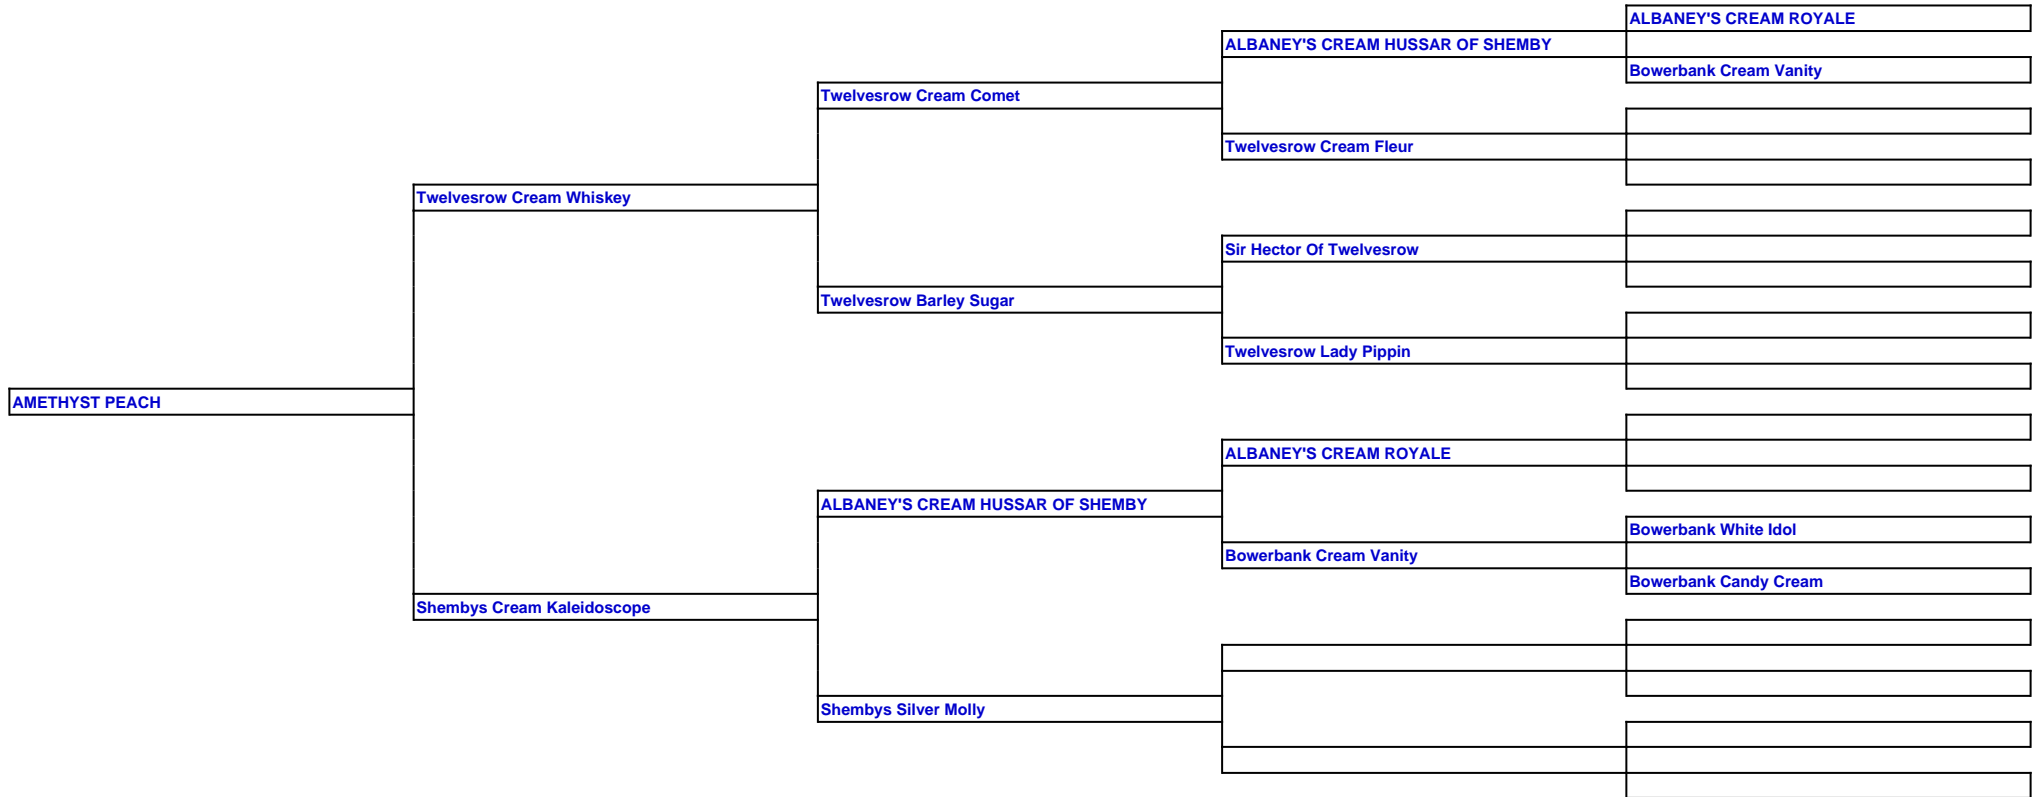 ALBANEY'S CREAM ROYALE
ALBANEY'S CREAM HUSSAR OF SHEMBY
Bowerbank Cream Vanity
Twelvesrow Cream Comet
Twelvesrow Cream Fleur
Twelvesrow Cream Whiskey
Sir Hector Of Twelvesrow
Twelvesrow Barley Sugar
Twelvesrow Lady Pippin
AMETHYST PEACH
ALBANEY'S CREAM ROYALE
ALBANEY'S CREAM HUSSAR OF SHEMBY
Bowerbank White Idol
Bowerbank Cream Vanity
Bowerbank Candy Cream
Shembys Cream Kaleidoscope
Shembys Silver Molly